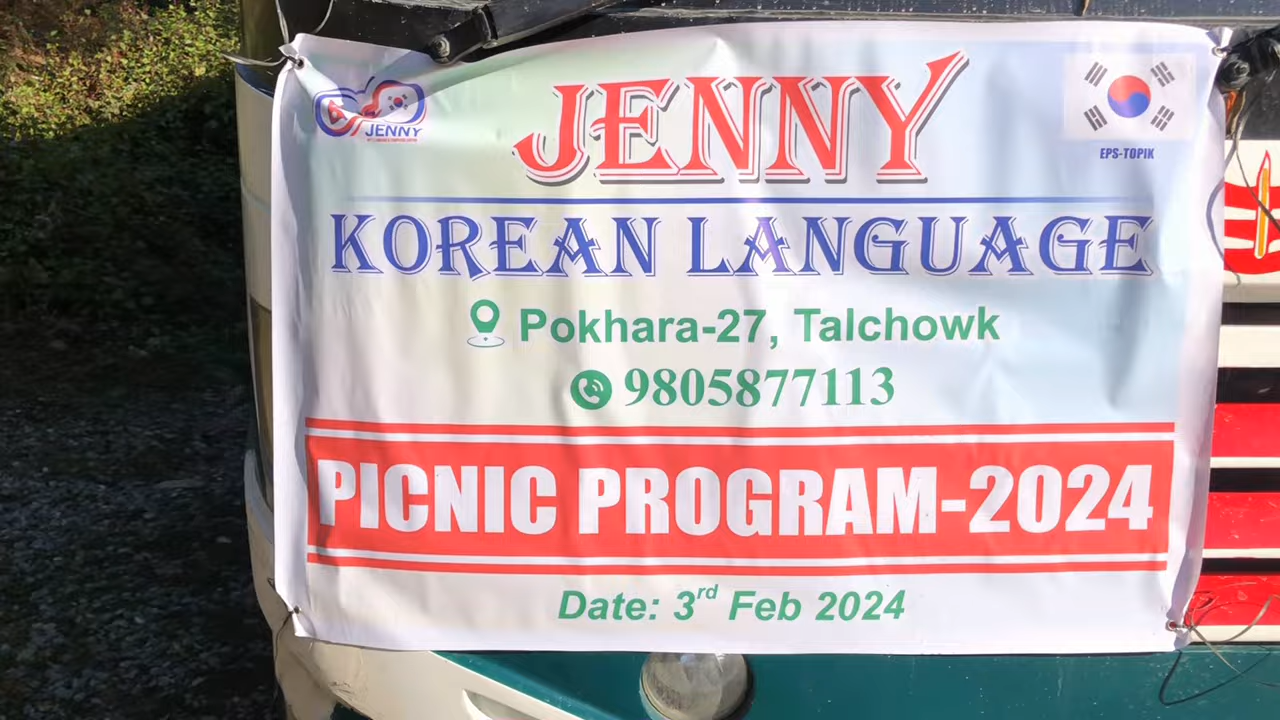 JENNY
JENNY
EPS-TOPIK
KOREAN LANGUAGE
Pokhara-27, Talchowk
9805877113
PICNIC PROGRAM-2024
Date: 3rd Feb 2024